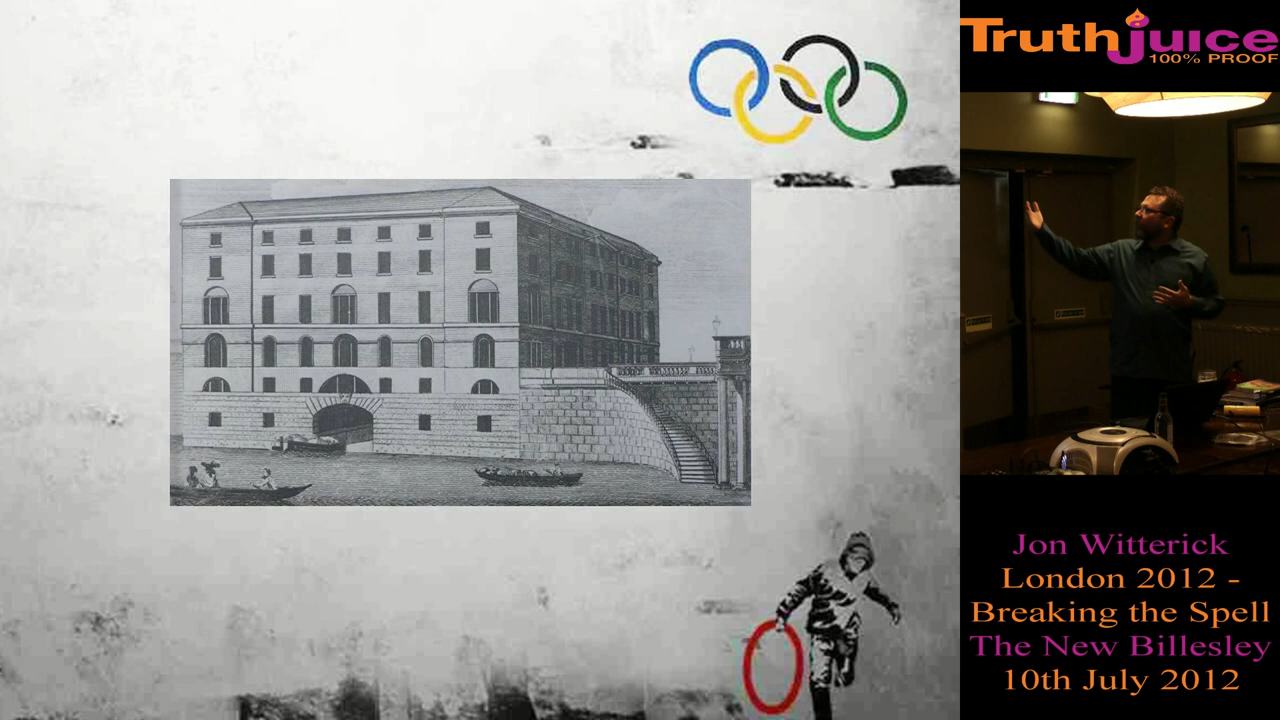 Truthjuice
100% PROOF
Jon Witterick
London 2012 -
Breaking the Spell
The New Billesley
10th July 2012